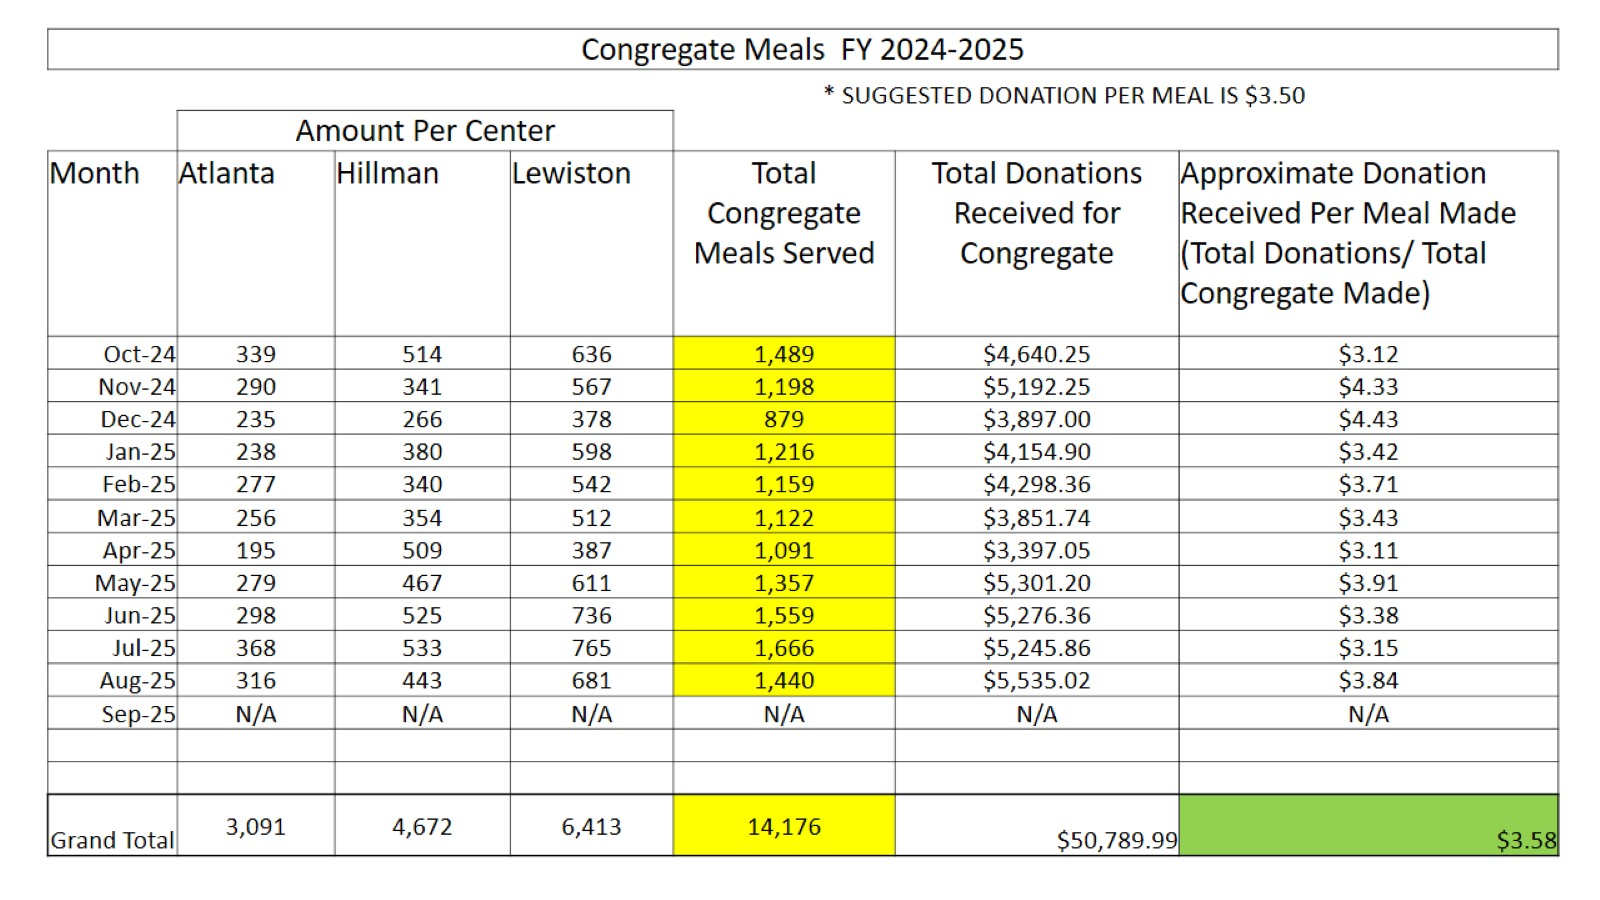 Congregate Meals  FY 2024-2025
* SUGGESTED DONATION PER MEAL IS $3.50
Amount Per Center
Month Atlanta Hillman Lewiston Total Total Donations Approximate Donation
Congregate Received for Received Per Meal Made
Meals Served Congregate (Total Donations/ Total
Congregate Made)
Oct-24 339 514 636 1,489 $4,640.25 $3.12
Nov-24 290 341 567 1,198 $5,192.25 $4.33
Dec-24 235 266 378 879 $3,897.00 $4.43
Jan-25 238 380 598 1,216 $4,154.90 $3.42
Feb-25 277 340 542 1,159 $4,298.36 $3.71
Mar-25 256 354 512 1,122 $3,851.74 $3.43
Apr-25 195 509 387 1,091 $3,397.05 $3.11
May-25 279 467 611 1,357 $5,301.20 $3.91
Jun-25 298 525 736 1,559 $5,276.36 $3.38
Jul-25 368 533 765 1,666 $5,245.86 $3.15
Aug-25 316 443 681 1,440 $5,535.02 $3.84
Sep-25 N/A N/A N/A N/A N/A N/A
Grand Total 3,091 4,672 6,413 14,176 $50,789.99 $3.58